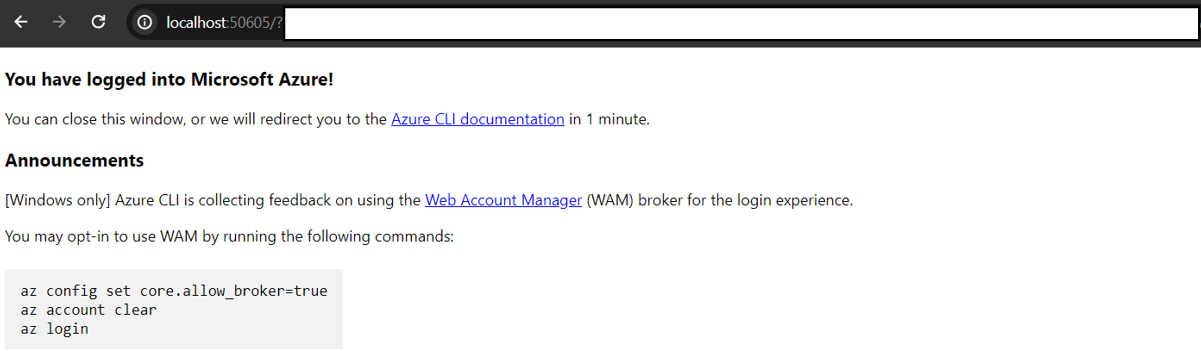 localhost:50605/?
You have logged into Microsoft Azure!
You can close this window, or we will redirect you to the Azure CLI documentation in 1 minute.
Announcements
[Windows only] Azure CLI is collecting feedback on using the Web Account Manager (WAM) broker for the login experience.
You may opt-in to use WAM by running the following commands:
az config set core.allow_broker=true
az account clear
az login